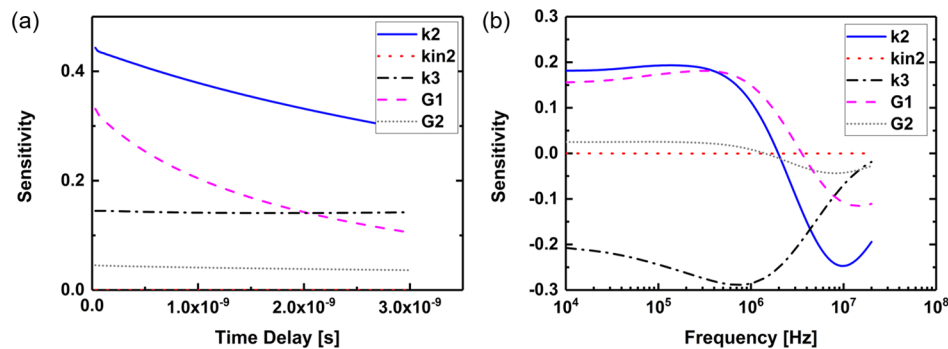 (a)
k2
kin2
k3
G1
G2
0.4
0.2
0.0
Sensitivity
0.0 1.0x10⁻⁹ 2.0x10⁻⁹ 3.0x10⁻⁹
Time Delay [s]
(b)
k2
kin2
k3
G1
G2
0.3
0.2
0.1
0.0
-0.1
-0.2
-0.3
Sensitivity
10⁴ 10⁵ 10⁶ 10⁷ 10⁸
Frequency [Hz]